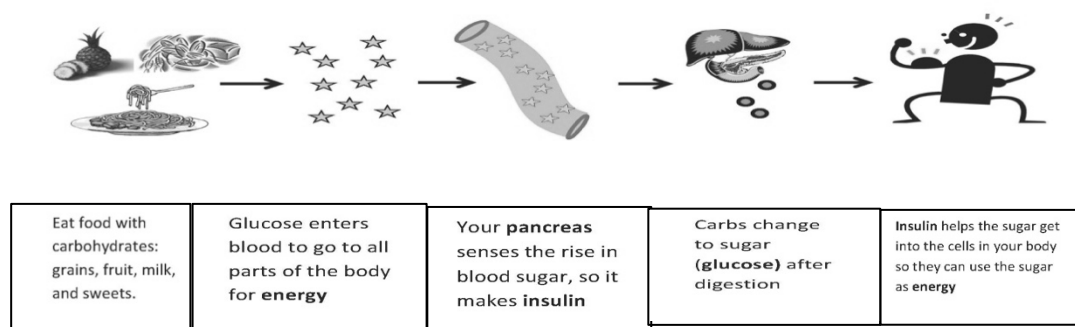 Eat food with
carbohydrates:
grains, fruit, milk,
and sweets.
Glucose enters
blood to go to all
parts of the body
for energy
Your pancreas
senses the rise in
blood sugar, so it
makes insulin
Carbs change
to sugar
(glucose) after
digestion
Insulin helps the sugar get
into the cells in your body
so they can use the sugar
as energy